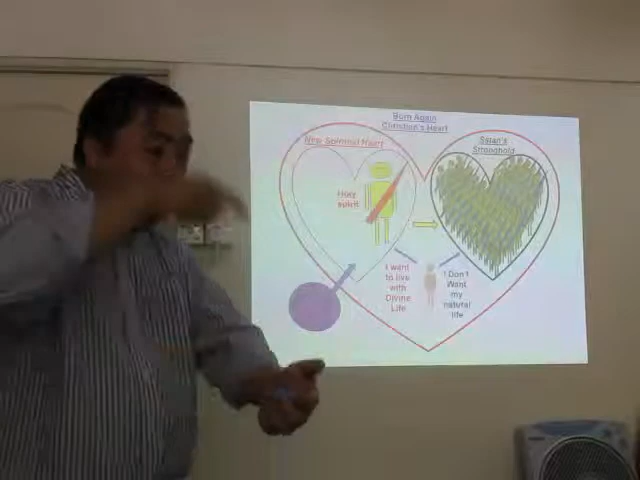 Born Again
Christian's Heart
New Spiritual Heart
Satan's
Stronghold
Holy
spirit
I want
to live
with
Divine
Life
I Don't
Want
my
natural
life